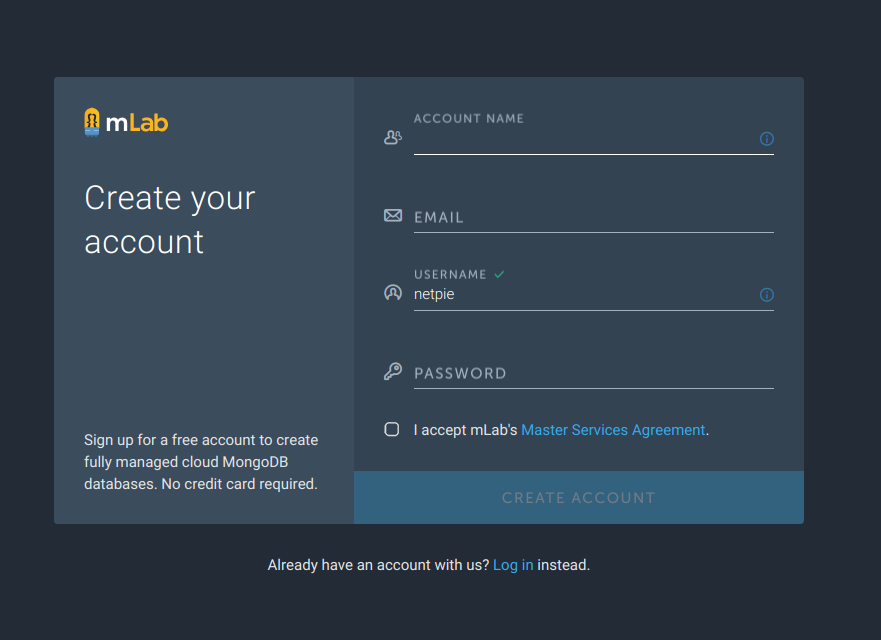 mLab
Create your
account
Sign up for a free account to create
fully managed cloud MongoDB
databases. No credit card required.
ACCOUNT NAME
EMAIL
USERNAME
netpie
PASSWORD
I accept mLab's Master Services Agreement.
CREATE ACCOUNT
Already have an account with us? Log in instead.